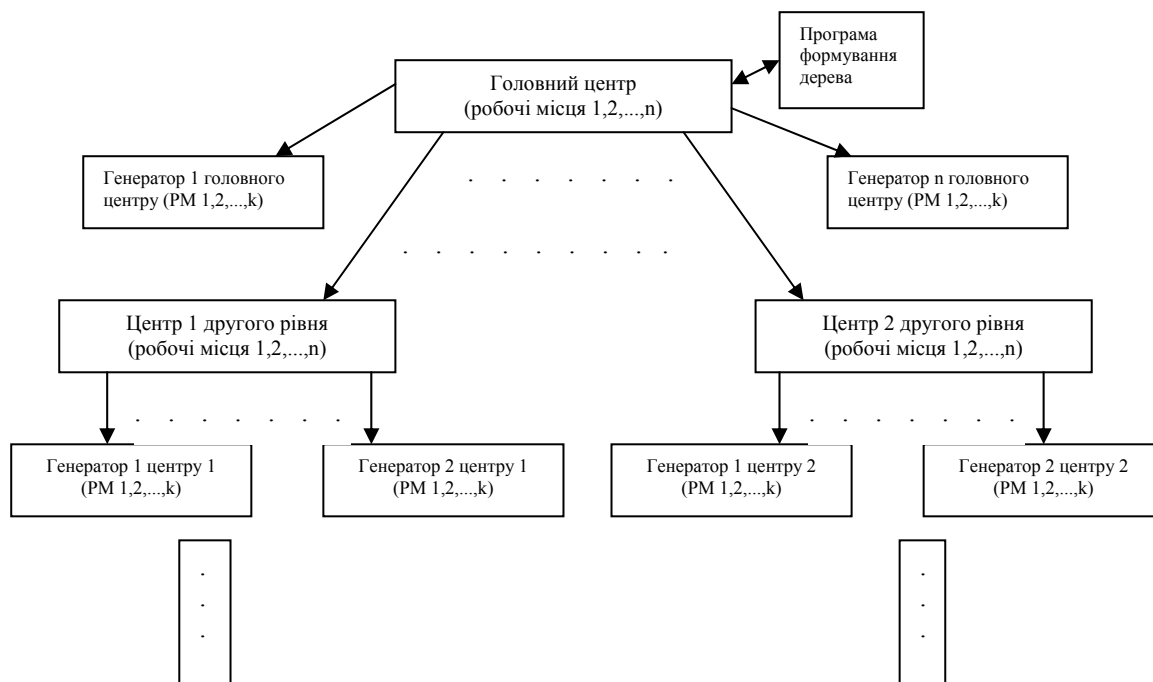 Програма
формування
дерева
Головний центр
(робочі місця 1,2,...,n)
Генератор 1 головного
центру (РМ 1,2,...,k)
. . . . . . .
Генератор n головного
центру (РМ 1,2,...,k)
. . . . . . . . .
Центр 1 другого рівня
(робочі місця 1,2,...,n)
Центр 2 другого рівня
(робочі місця 1,2,...,n)
. . . . . . .
. . . . . . .
Генератор 1 центру 1
(РМ 1,2,...,k)
Генератор 2 центру 1
(РМ 1,2,...,k)
Генератор 1 центру 2
(РМ 1,2,...,k)
Генератор 2 центру 2
(РМ 1,2,...,k)
.
.
.
.
.
.